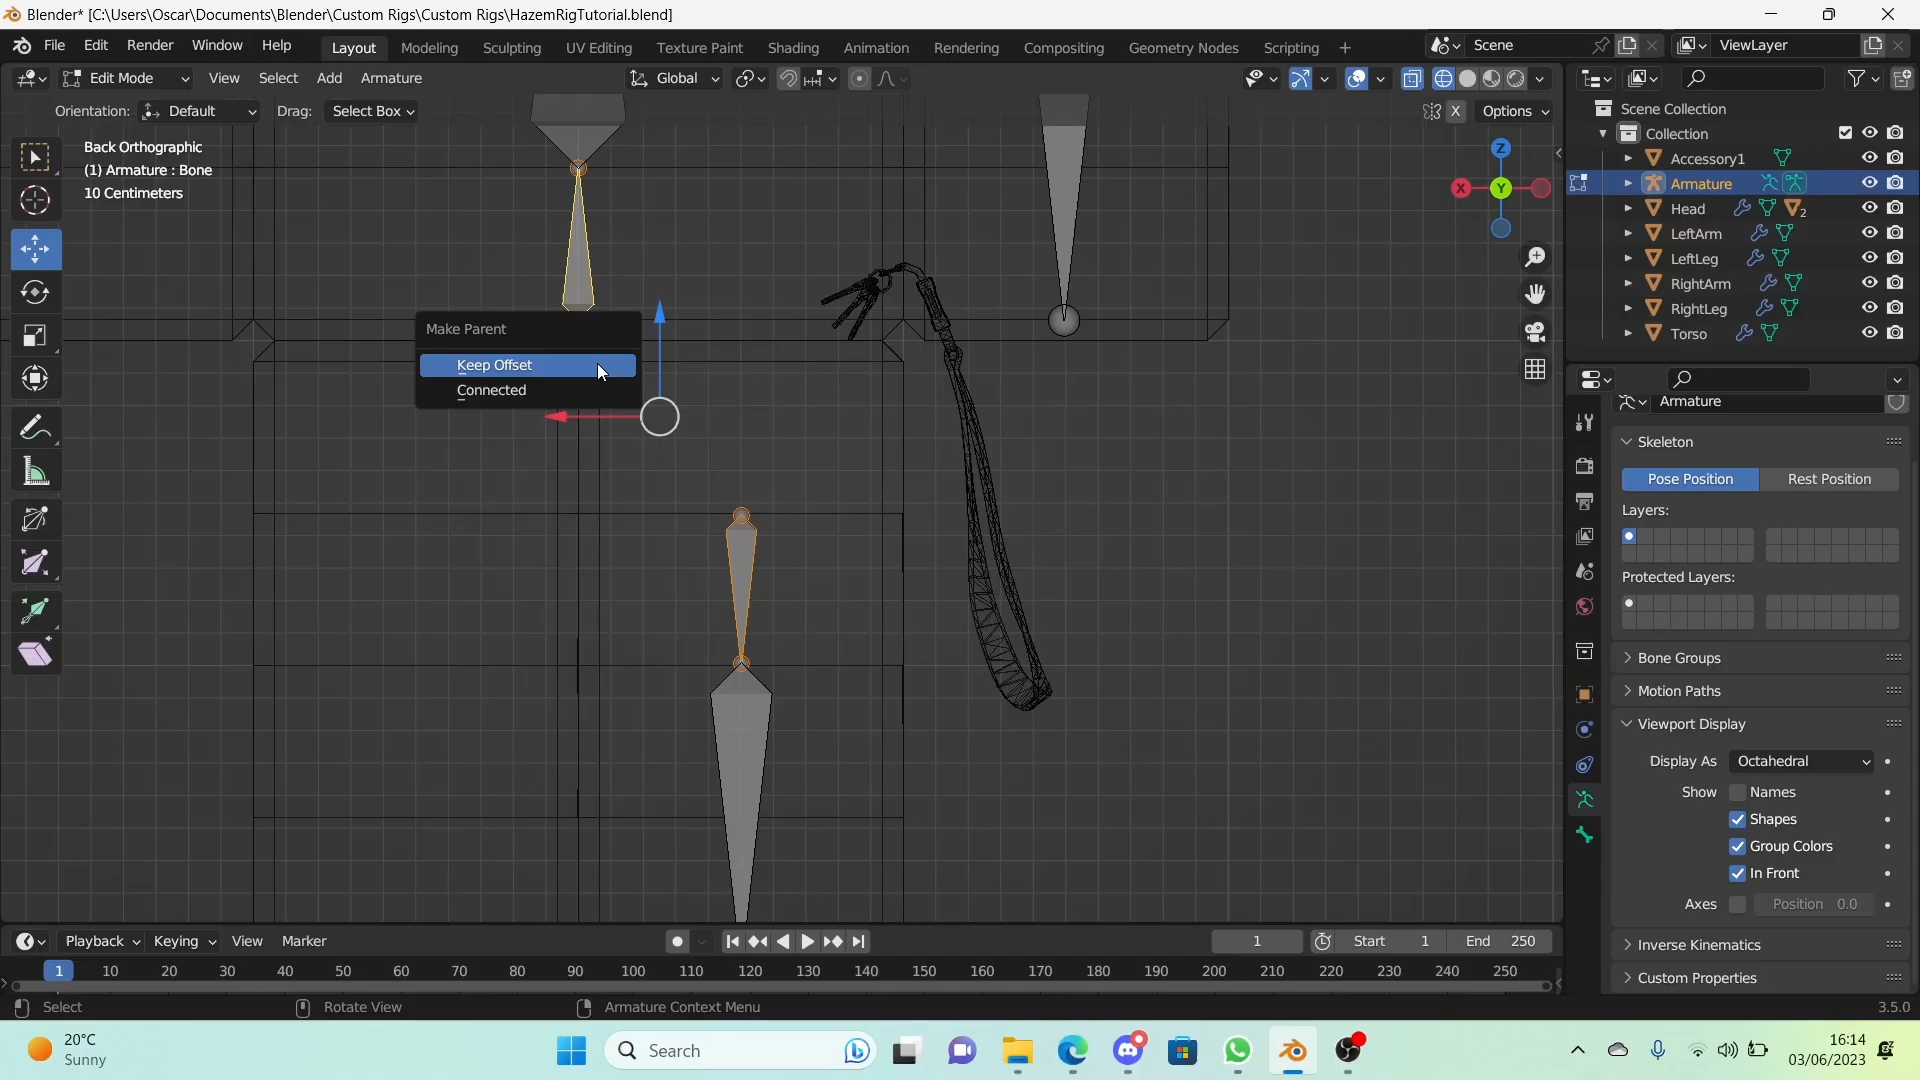 Blender* [C:\Users\Oscar\Documents\Blender\Custom Rigs\Custom Rigs\HazemRigTutorial.blend]
File Edit Render Window Help Layout Modeling Sculpting UV Editing Texture Paint Shading Animation Rendering Compositing Geometry Nodes Scripting + Scene ViewLayer
Edit Mode View Select Add Armature Global
Orientation: Default Drag: Select Box X Options
Back Orthographic
(1) Armature : Bone
10 Centimeters
Z
X Y
Make Parent
Keep Offset
Connected
Scene Collection
Collection
Accessory1
Armature
Head 2
LeftArm
LeftLeg
RightArm
RightLeg
Torso
Armature
Skeleton
Pose Position Rest Position
Layers:
Protected Layers:
Bone Groups
Motion Paths
Viewport Display
Display As Octahedral
Show Names
Shapes
Group Colors
In Front
Axes Position 0.0
Inverse Kinematics
Custom Properties
Playback Keying View Marker 1 Start 1 End 250
1 10 20 30 40 50 60 70 80 90 100 110 120 130 140 150 160 170 180 190 200 210 220 230 240 250
Select Rotate View Armature Context Menu 3.5.0
20°C
Sunny
Search
16:14
03/06/2023